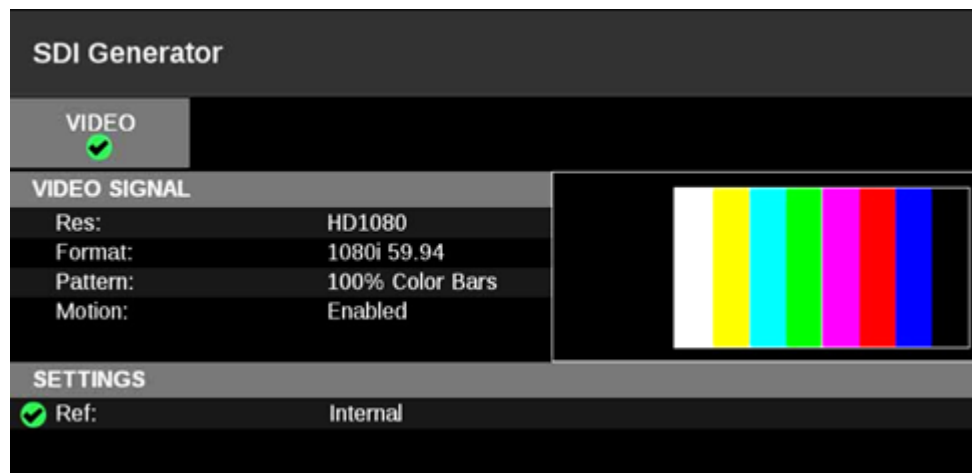 SDI Generator
VIDEO
VIDEO SIGNAL
Res: HD1080
Format: 1080i 59.94
Pattern: 100% Color Bars
Motion: Enabled
SETTINGS
Ref: Internal